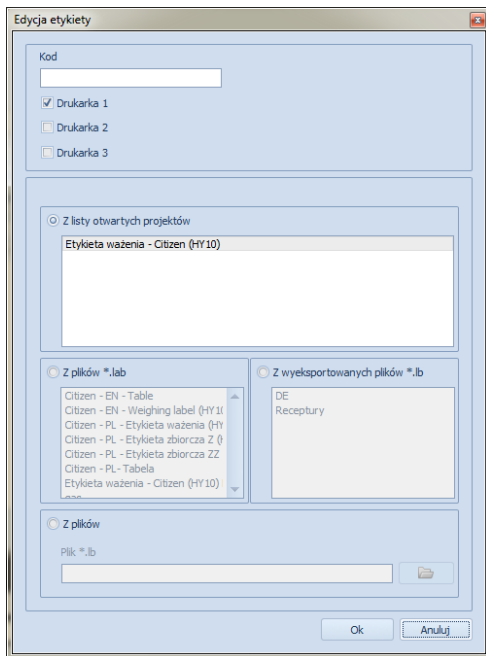 Edycja etykiety
Kod
Drukarka 1
Drukarka 2
Drukarka 3
Z listy otwartych projektów
Etykieta ważenia - Citizen (HY10)
Z plików *.lab
Citizen - EN - Table
Citizen - EN - Weighing label (HY10
Citizen - PL - Etykieta ważenia (HY
Citizen - PL - Etykieta zbiorcza Z (H
Citizen - PL - Etykieta zbiorcza ZZ
Citizen - PL- Tabela
Etykieta ważenia - Citizen (HY10)
Z wyeksportowanych plików *.lb
DE
Receptury
Z plików
Plik *.lb
Ok
Anuluj